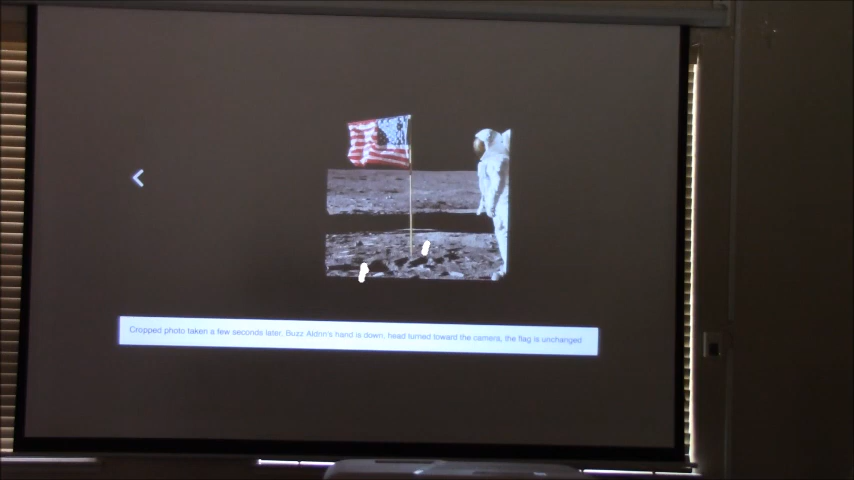 Cropped photo taken a few seconds later, Buzz Aldrin's hand is down, head turned toward the camera, the flag is unchanged